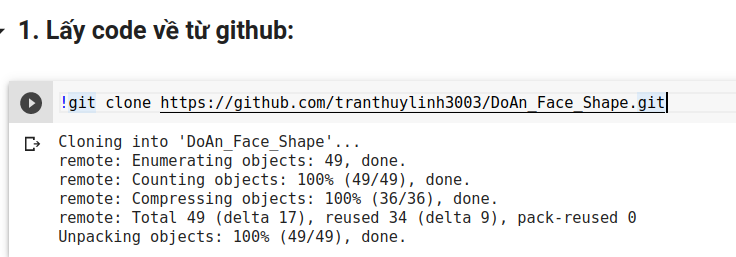 1. Lấy code về từ github:
!git clone https://github.com/tranthuylinh3003/DoAn_Face_Shape.git
Cloning into 'DoAn_Face_Shape'...
remote: Enumerating objects: 49, done.
remote: Counting objects: 100% (49/49), done.
remote: Compressing objects: 100% (36/36), done.
remote: Total 49 (delta 17), reused 34 (delta 9), pack-reused 0
Unpacking objects: 100% (49/49), done.